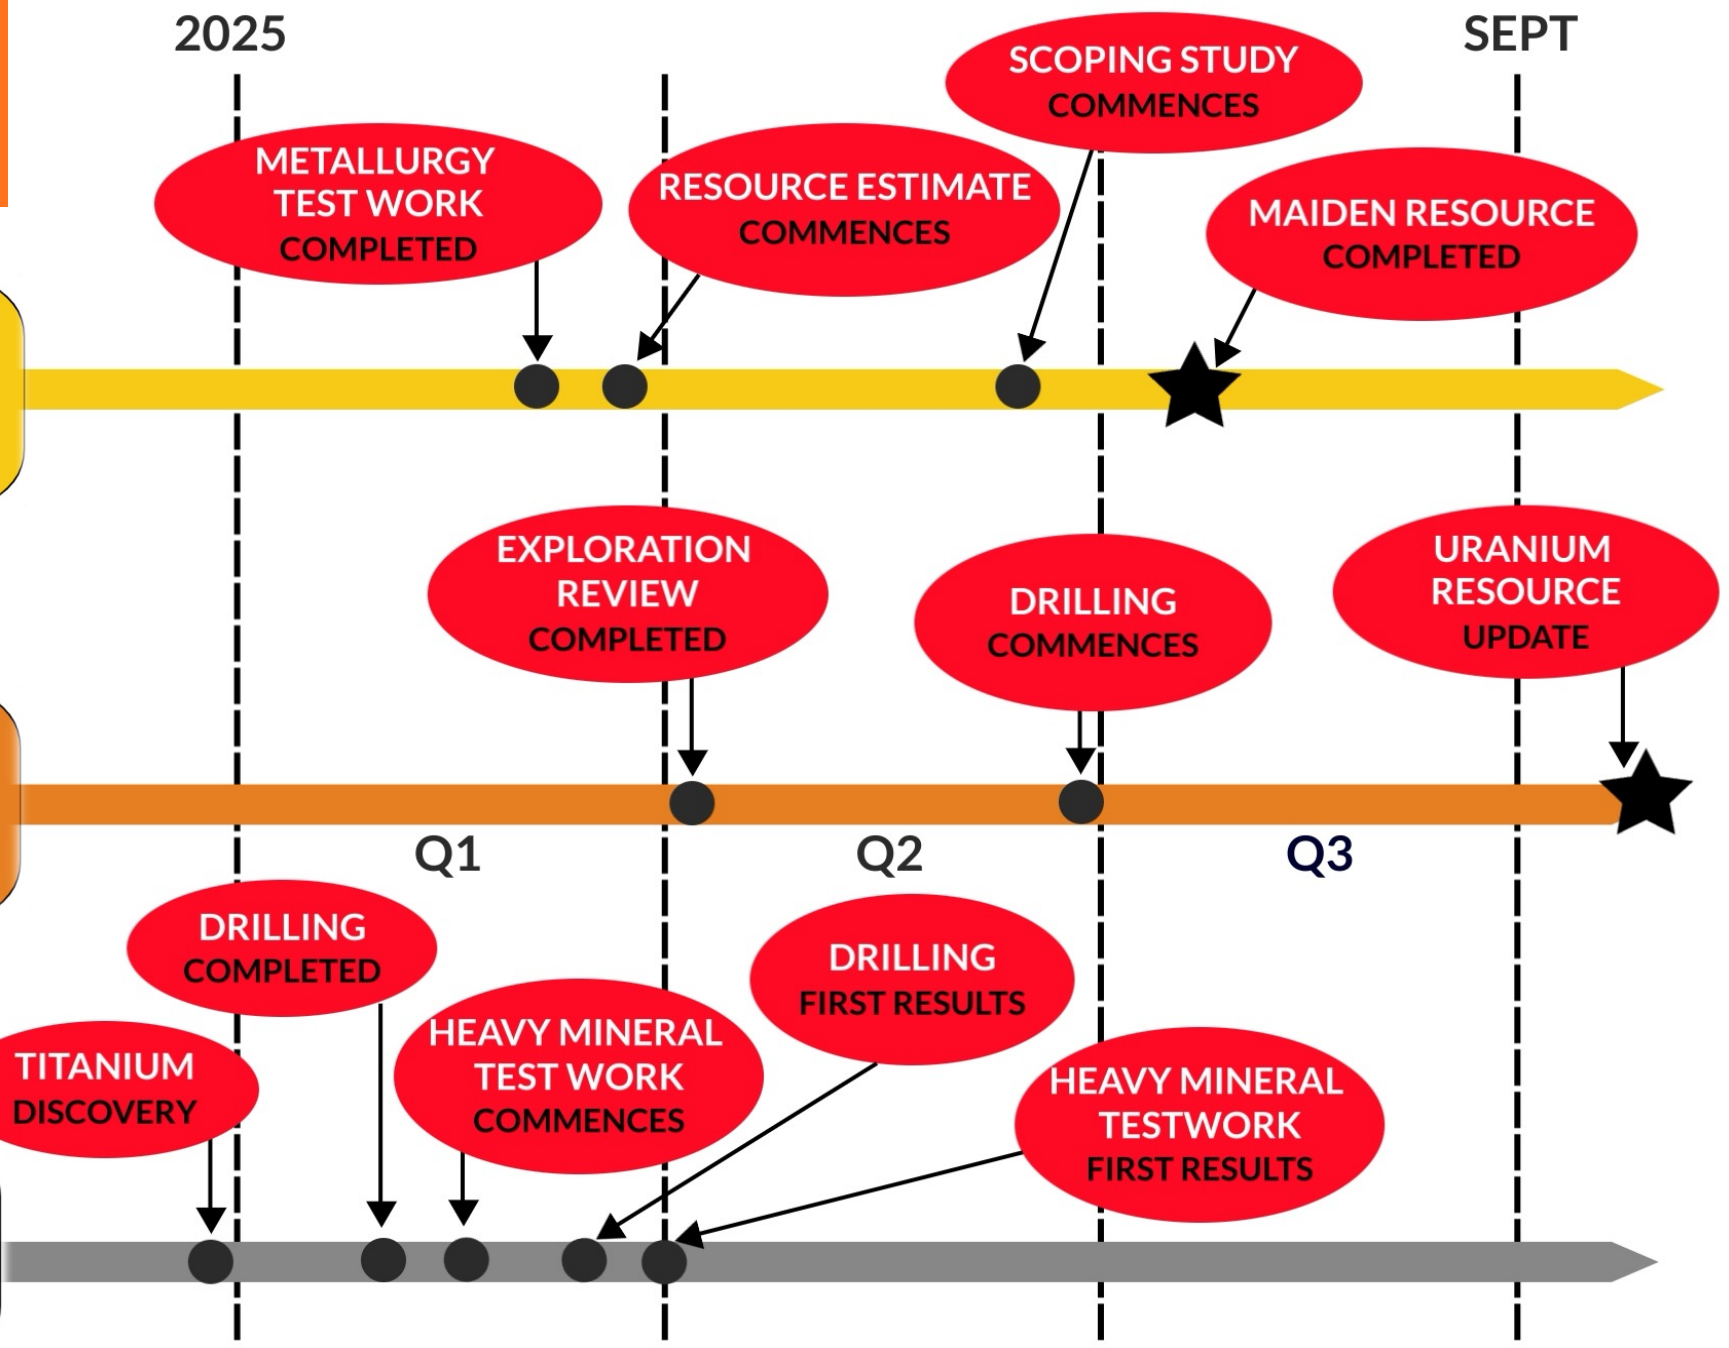 2025
SEPT
SCOPING STUDY
COMMENCES
METALLURGY
TEST WORK
COMPLETED
RESOURCE ESTIMATE
COMMENCES
MAIDEN RESOURCE
COMPLETED
EXPLORATION
REVIEW
COMPLETED
DRILLING
COMMENCES
URANIUM
RESOURCE
UPDATE
Q1
Q2
Q3
DRILLING
COMPLETED
DRILLING
FIRST RESULTS
HEAVY MINERAL
TEST WORK
COMMENCES
TITANIUM
DISCOVERY
HEAVY MINERAL
TESTWORK
FIRST RESULTS